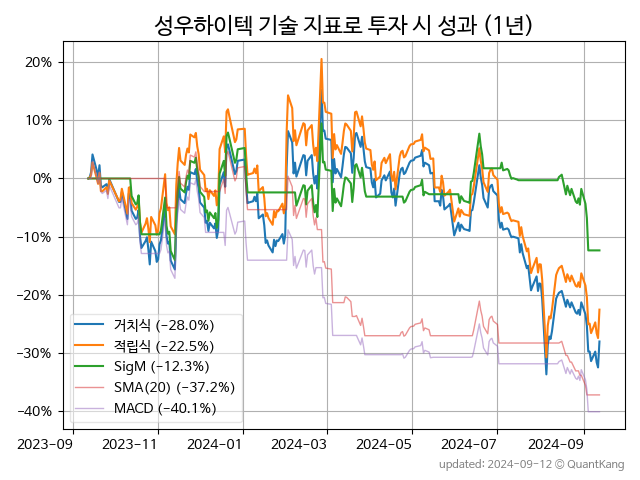 성우하이텍 기술 지표로 투자 시 성과 (1년)
20%
10%
0%
−10%
−20%
−30%
−40%
거치식 (−28.0%)
적립식 (−22.5%)
SigM (−12.3%)
SMA(20) (−37.2%)
MACD (−40.1%)
2023-09 2023-11 2024-01 2024-03 2024-05 2024-07 2024-09
updated: 2024-09-12 © QuantKang